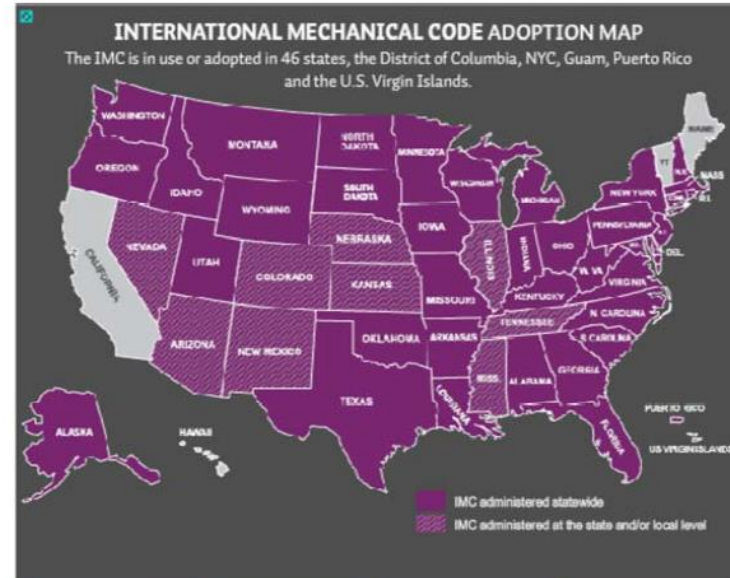 INTERNATIONAL MECHANICAL CODE ADOPTION MAP
The IMC is in use or adopted in 46 states, the District of Columbia, NYC, Guam, Puerto Rico
and the U.S. Virgin Islands.
WASHINGTON
MONTANA
NORTH
DAKOTA
MINNESOTA
MAINE
VT
N.H.
MASS
OREGON
IDAHO
SOUTH
DAKOTA
WISCONSIN
MICHIGAN
NEW YORK
WYOMING
IOWA
PENNSYLVANIA
NEBRASKA
NEVADA
UTAH
COLORADO
KANSAS
ILLINOIS
INDIANA
OHIO
DEL.
W. VA
VIRGINIA
CALIFORNIA
MISSOURI
KENTUCKY
N. CAROLINA
TENNESSEE
ARIZONA
NEW MEXICO
OKLAHOMA
ARKANSAS
S. CAROLINA
MISS.
ALABAMA
GEORGIA
TEXAS
LOUISIANA
FLORIDA
PUERTO RICO
US VIRGIN ISLANDS
ALASKA
HAWAII
IMC administered statewide
IMC administered at the state and/or local level